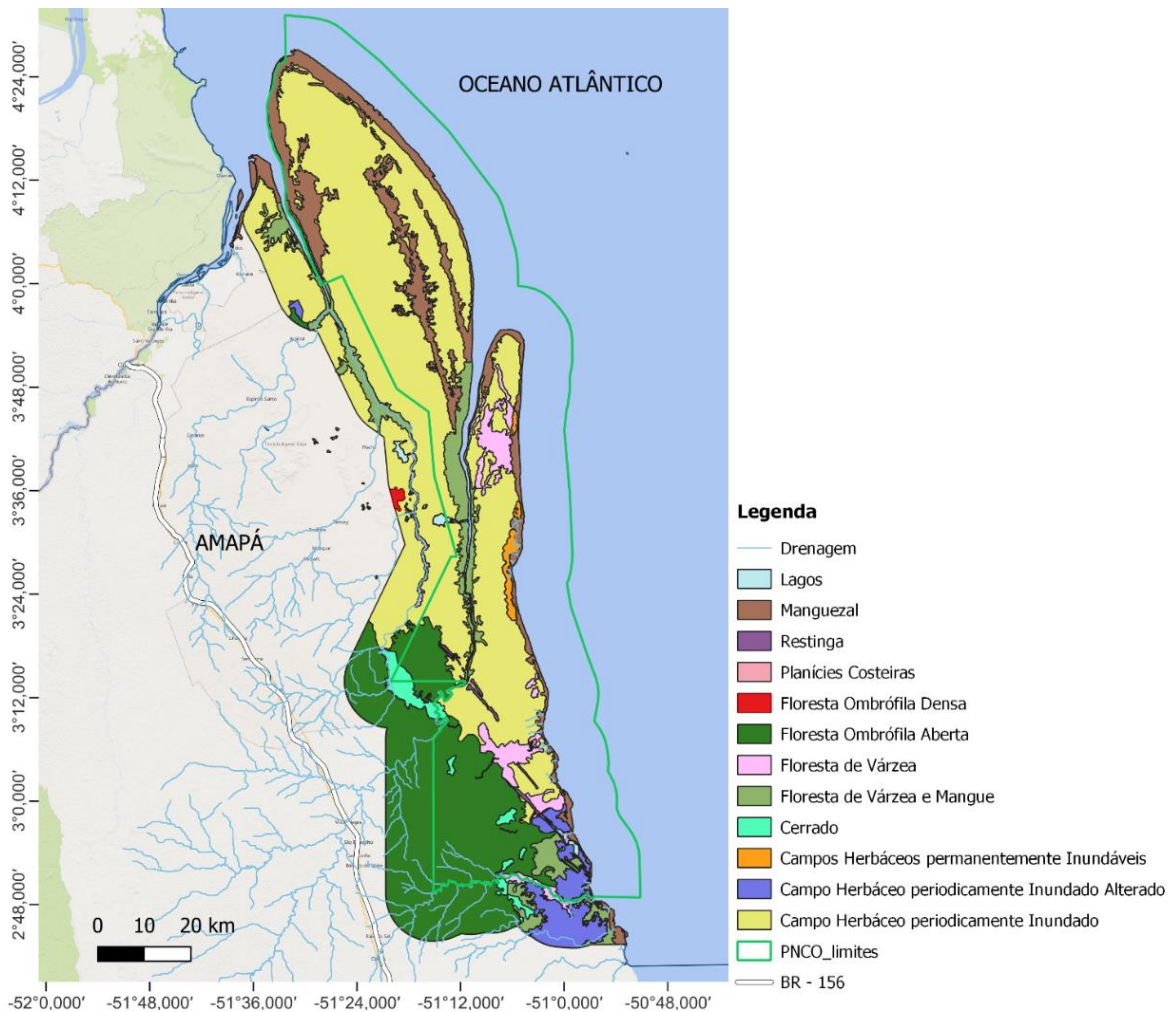 OCEANO ATLÂNTICO
AMAPÁ
4°24,000'
4°12,000'
4°0,000'
3°48,000'
3°36,000'
3°24,000'
3°12,000'
3°0,000'
2°48,000'
0 10 20 km
-52°0,000'
-51°48,000'
-51°36,000'
-51°24,000'
-51°12,000'
-51°0,000'
-50°48,000'
Legenda
Drenagem
Lagos
Manguezal
Restinga
Planícies Costeiras
Floresta Ombrófila Densa
Floresta Ombrófila Aberta
Floresta de Várzea
Floresta de Várzea e Mangue
Cerrado
Campos Herbáceos permanentemente Inundáveis
Campo Herbáceo periodicamente Inundado Alterado
Campo Herbáceo periodicamente Inundado
PNCO_limites
BR - 156